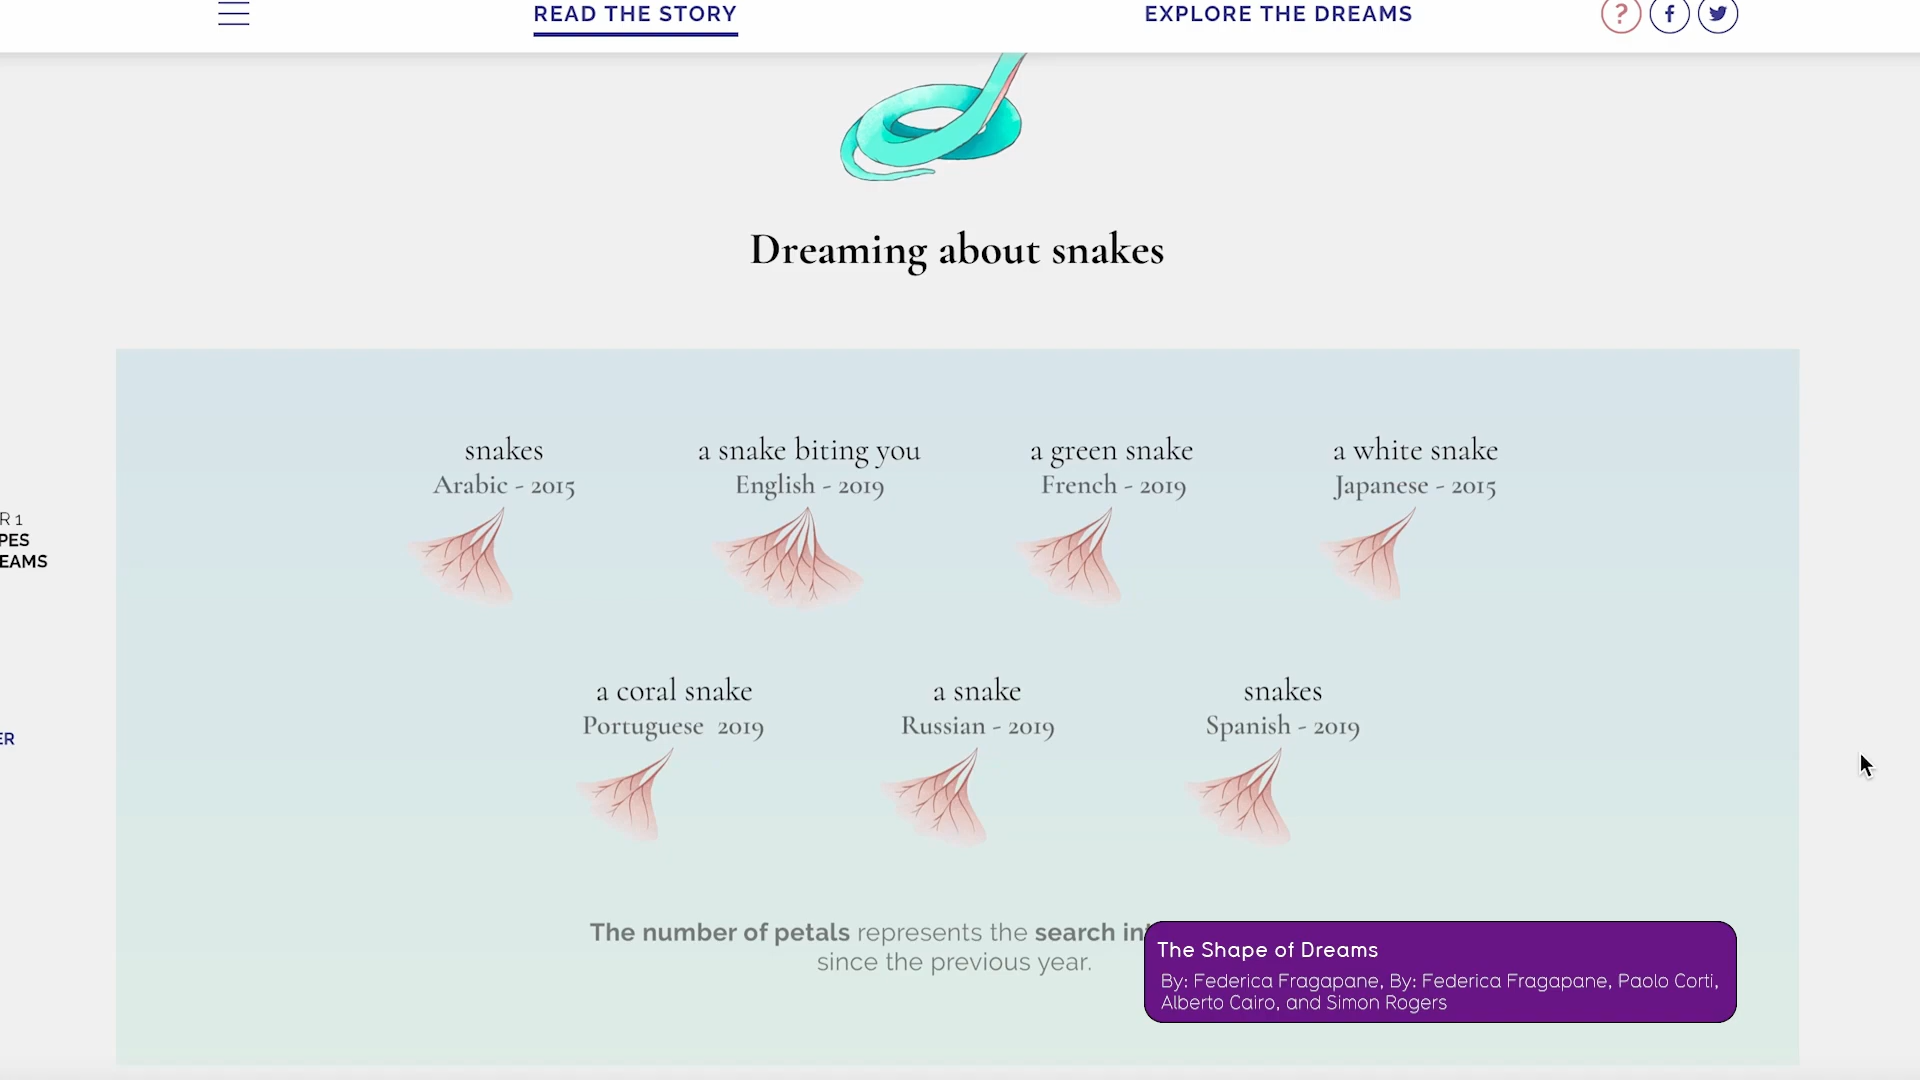 READ THE STORY
EXPLORE THE DREAMS
?
f
Dreaming about snakes
snakes
Arabic - 2015
a snake biting you
English - 2019
a green snake
French - 2019
a white snake
Japanese - 2015
R 1
PES
EAMS
ER
a coral snake
Portuguese 2019
a snake
Russian - 2019
snakes
Spanish - 2019
The number of petals represents the search in
since the previous year.
The Shape of Dreams
By: Federica Fragapane, By: Federica Fragapane, Paolo Corti,
Alberto Cairo, and Simon Rogers